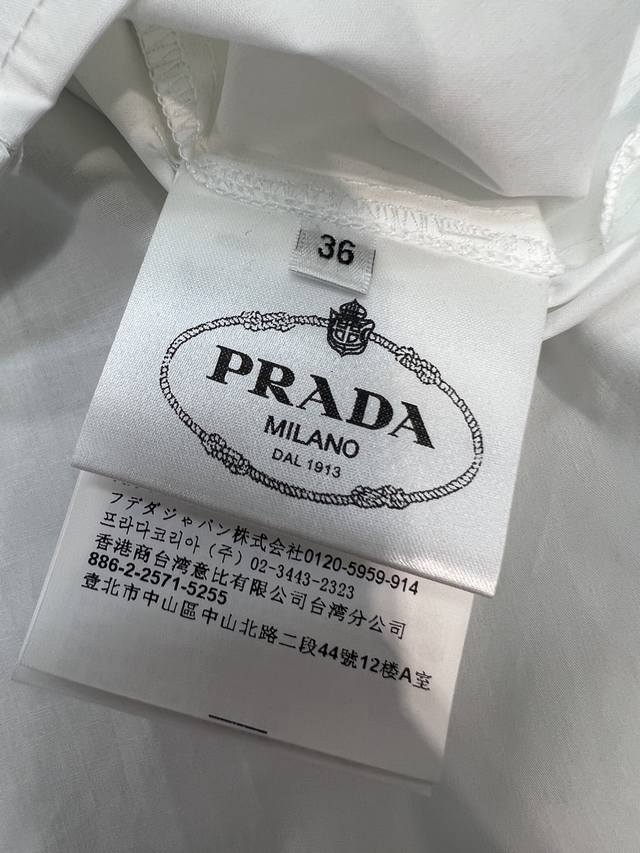 36
PRADA
MILANO
DAL 1913
フデダジャパン株式会社0120-5959-914
프라다코리아 (주) 02-3443-2323
香港商台湾意比有限公司台湾分公司
886-2-2571-5255
壹北市中山區中山北路二段44號12楼A室